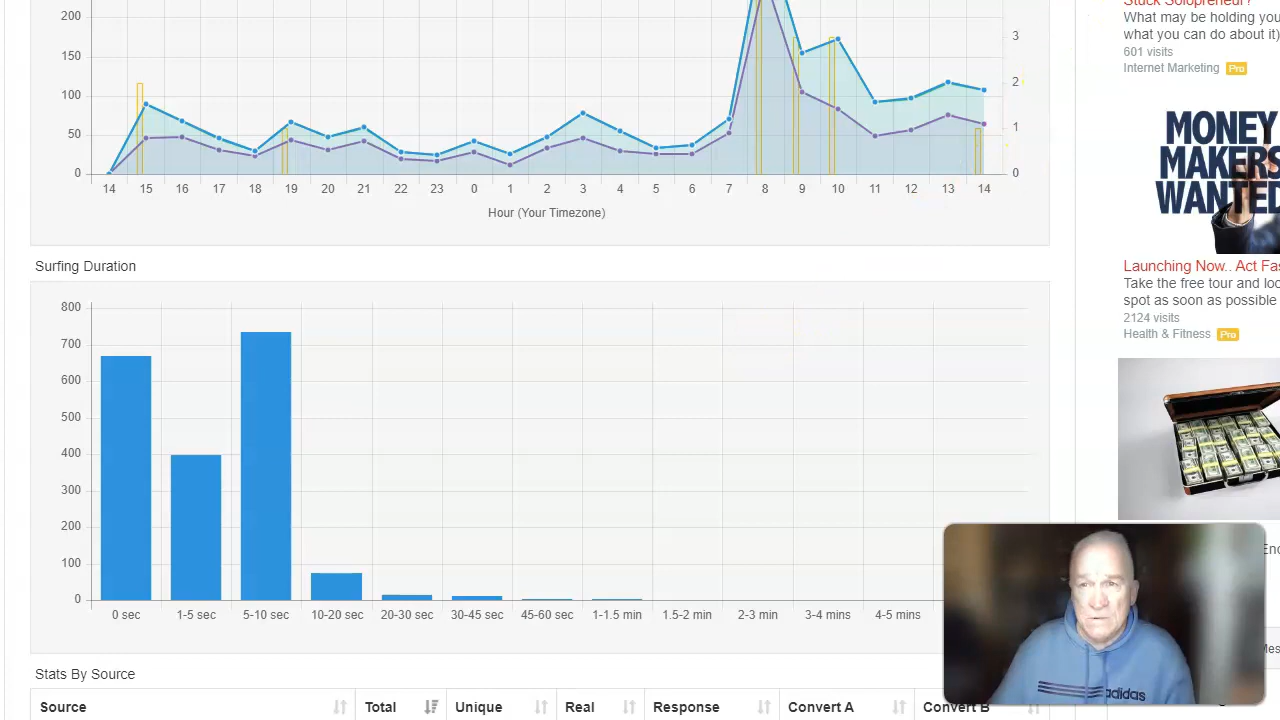 200
150
100
50
0
3
2
1
0
14 15 16 17 18 19 20 21 22 23 0 1 2 3 4 5 6 7 8 9 10 11 12 13 14
Hour (Your Timezone)
Surfing Duration
800
700
600
500
400
300
200
100
0
0 sec 1-5 sec 5-10 sec 10-20 sec 20-30 sec 30-45 sec 45-60 sec 1-1.5 min 1.5-2 min 2-3 min 3-4 mins 4-5 mins
Stats By Source
Source Total Unique Real Response Convert A Convert B
Stuck Solopreneur?
What may be holding you
what you can do about it)
601 visits
Internet Marketing Pro
MONEY
MAKERS
WANTED
Launching Now.. Act Fas
Take the free tour and loc
spot as soon as possible
2124 visits
Health & Fitness Pro
adidas